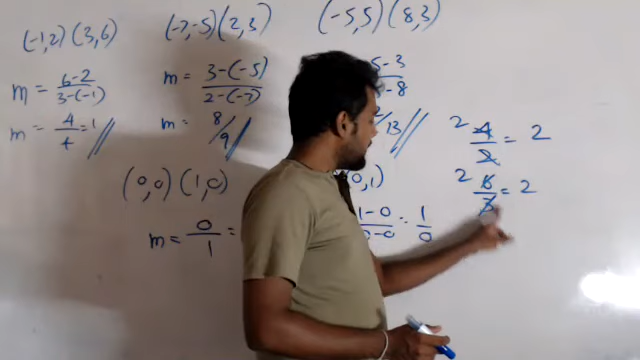 (-1,2)(3,6)
m = 6-2 / 3-(-1)
m = 4/4 = 1 //
(-7,-5)(2,3)
m = 3-(-5) / 2-(-7)
m = 8/9 //
(-5,5)(8,3)
5-3
-8
/13 //
(0,0)(1,0)
m = 0/1 =
0,1)
1-0 / 0-0 = 1/0
2 4/2 = 2
2 6/3 = 2